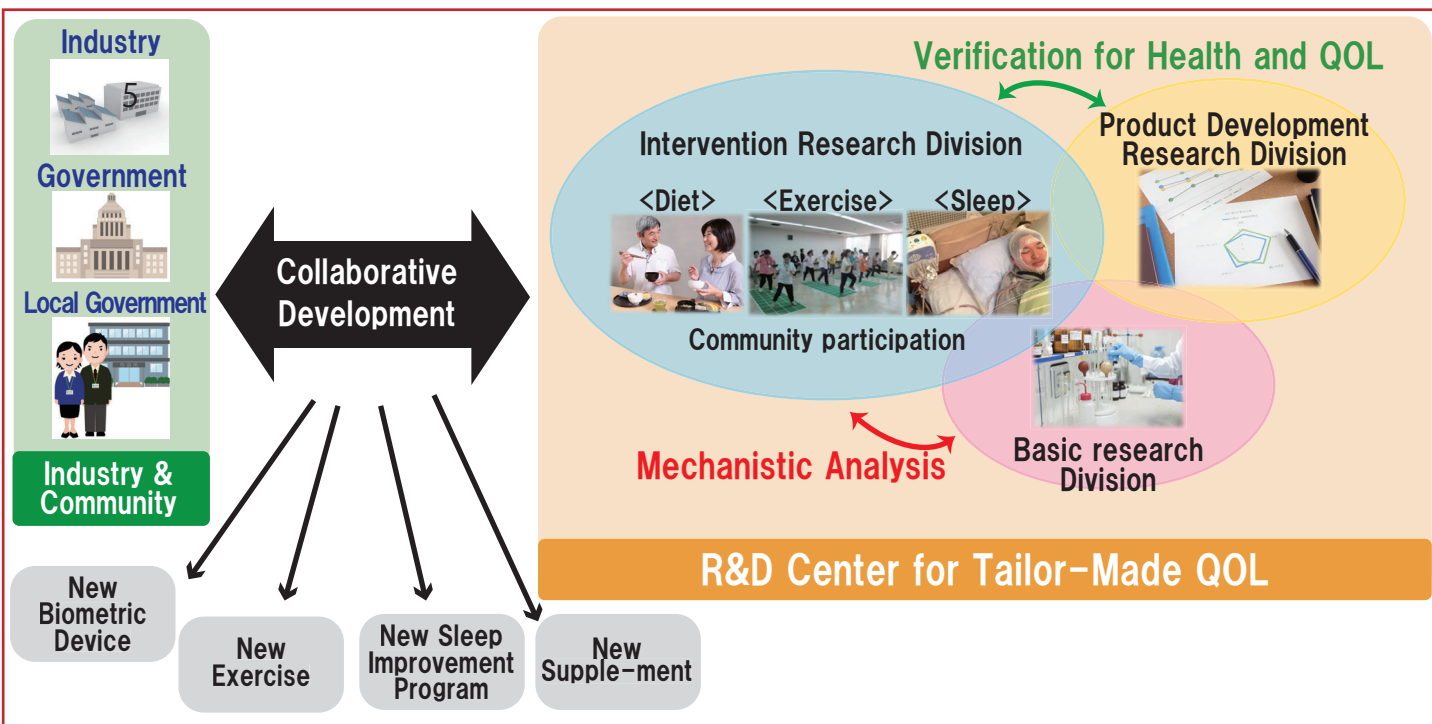 Industry
5
Government
Local Government
Industry &
Community
Collaborative
Development
Verification for Health and QOL
Intervention Research Division
<Diet>
<Exercise>
<Sleep>
Community participation
Product Development
Research Division
Mechanistic Analysis
Basic research
Division
R&D Center for Tailor-Made QOL
New
Biometric
Device
New
Exercise
New Sleep
Improvement
Program
New
Supple-ment